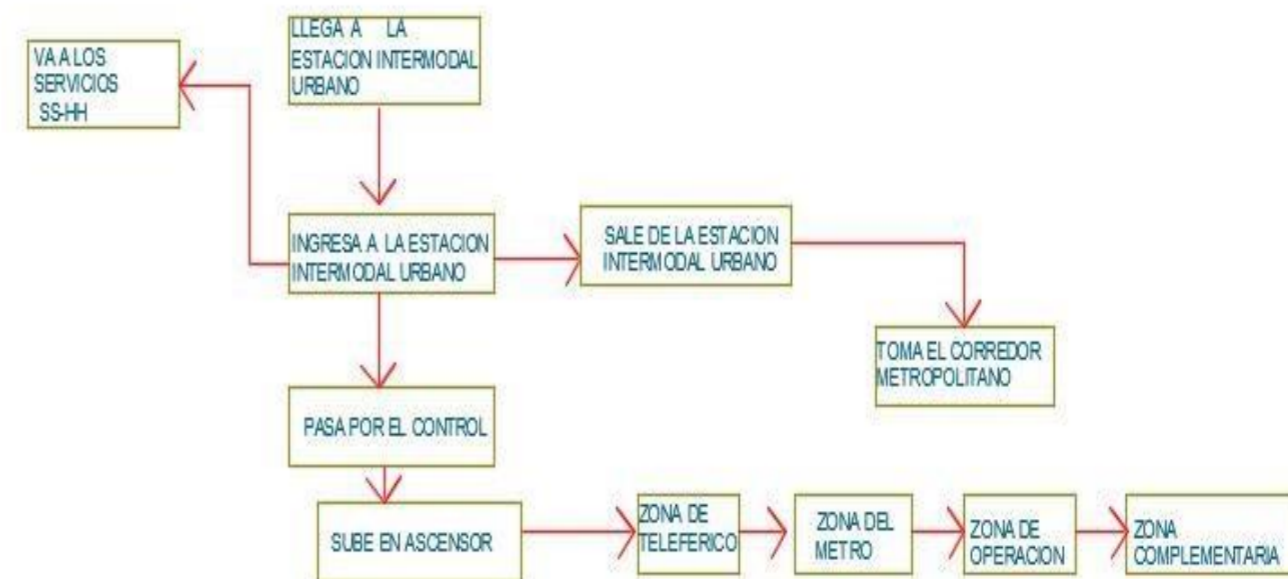 LLEGA A LA
ESTACION INTERMODAL
URBANO
VA A LOS
SERVICIOS
SS-HH
INGRESA A LA ESTACION
INTERMODAL URBANO
SALE DE LA ESTACION
INTERMODAL URBANO
TOMA EL CORREDOR
METROPOLITANO
PASA POR EL CONTROL
SUBE EN ASCENSOR
ZONA DE
TELEFERICO
ZONA DEL
METRO
ZONA DE
OPERACION
ZONA
COMPLEMENTARIA